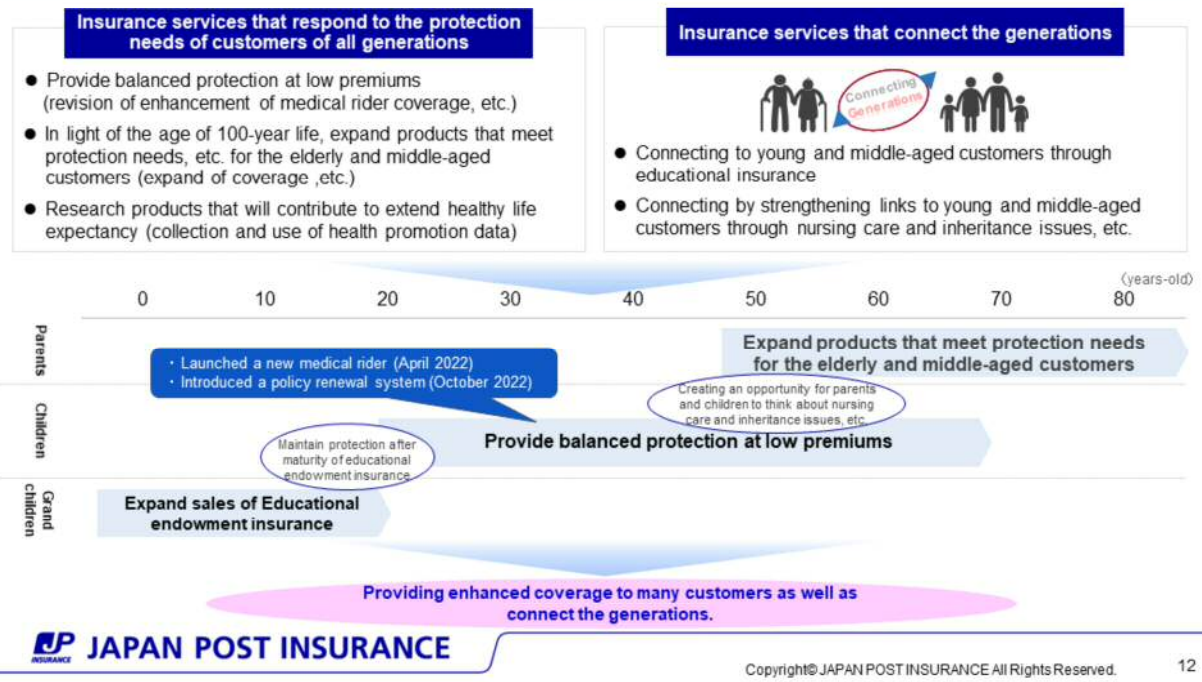 Insurance services that respond to the protection
needs of customers of all generations
● Provide balanced protection at low premiums
(revision of enhancement of medical rider coverage, etc.)
● In light of the age of 100-year life, expand products that meet
protection needs, etc. for the elderly and middle-aged
customers (expand of coverage ,etc.)
● Research products that will contribute to extend healthy life
expectancy (collection and use of health promotion data)
Insurance services that connect the generations
Connecting
Generations
● Connecting to young and middle-aged customers through
educational insurance
● Connecting by strengthening links to young and middle-aged
customers through nursing care and inheritance issues, etc.
(years-old)
0 10 20 30 40 50 60 70 80
Parents
Expand products that meet protection needs
for the elderly and middle-aged customers
・Launched a new medical rider (April 2022)
・Introduced a policy renewal system (October 2022)
Children
Creating an opportunity for parents
and children to think about nursing
care and inheritance issues, etc.
Provide balanced protection at low premiums
Maintain protection after
maturity of educational
endowment insurance
Grand
children
Expand sales of Educational
endowment insurance
Providing enhanced coverage to many customers as well as
connect the generations.
JP
INSURANCE
JAPAN POST INSURANCE
Copyright© JAPAN POST INSURANCE All Rights Reserved.
12